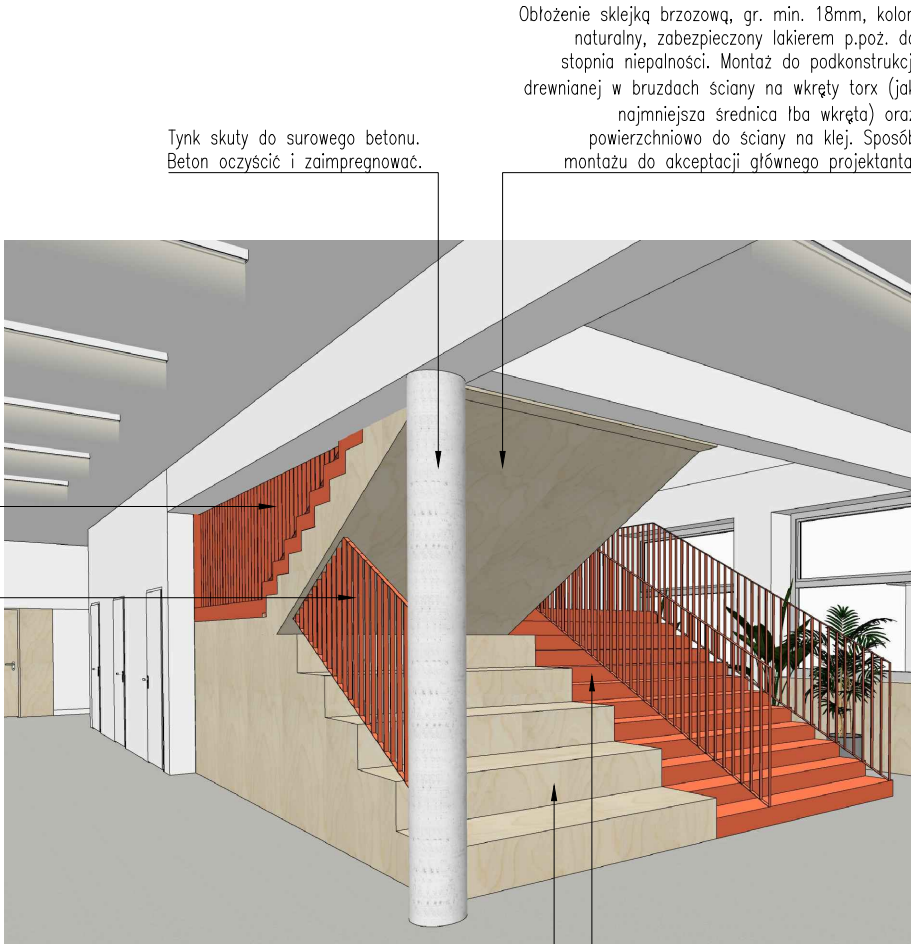 Obłożenie sklejką brzozową, gr. min. 18mm, kolor
naturalny, zabezpieczony lakierem p.poż. do
stopnia niepalności. Montaż do podkonstrukcj
drewnianej w bruzdach ściany na wkręty torx (jak
najmniejsza średnica łba wkręta) oraz
powierzchniowo do ściany na klej. Sposób
montażu do akceptacji głównego projektanta
Tynk skuty do surowego betonu.
Beton oczyścić i zaimpregnować.